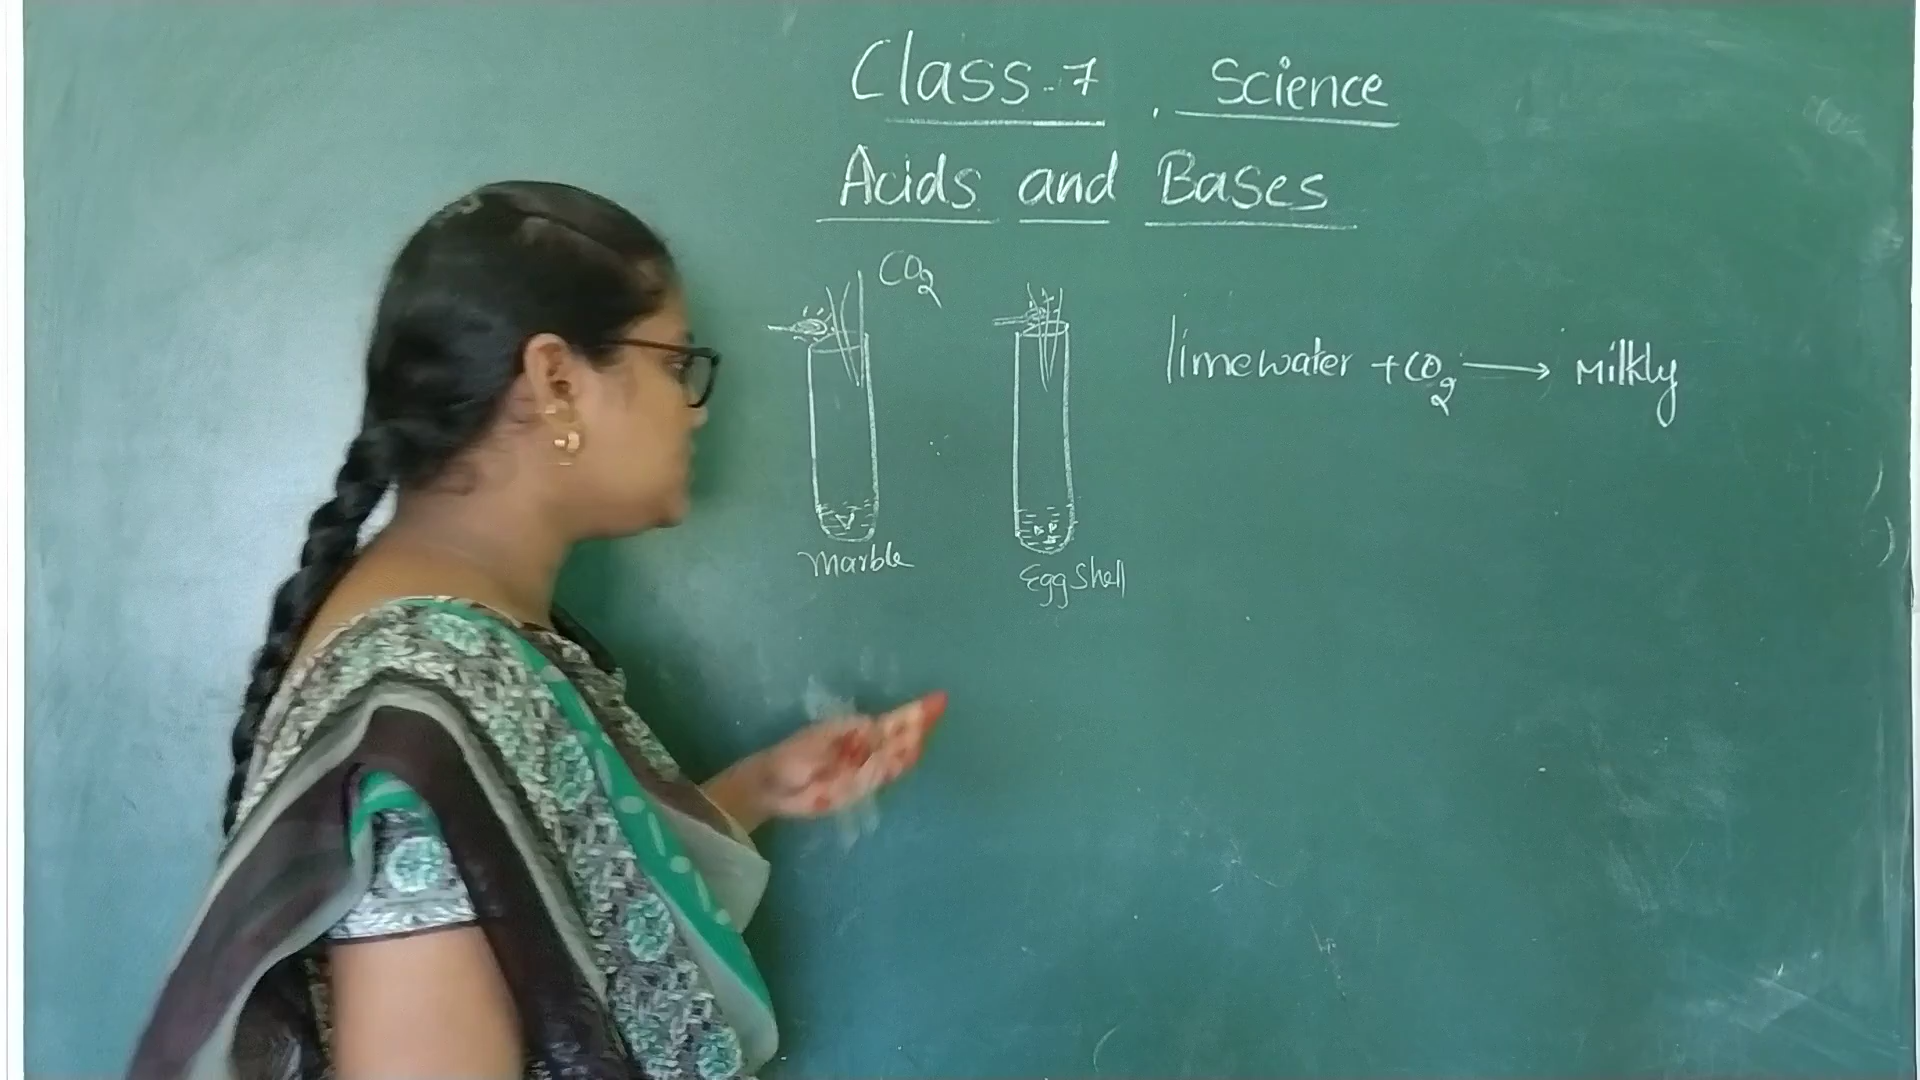 Class-7 Science
Acids and Bases
CO2
limewater + CO2 ⟶ Milkly
Marble
Egg Shell